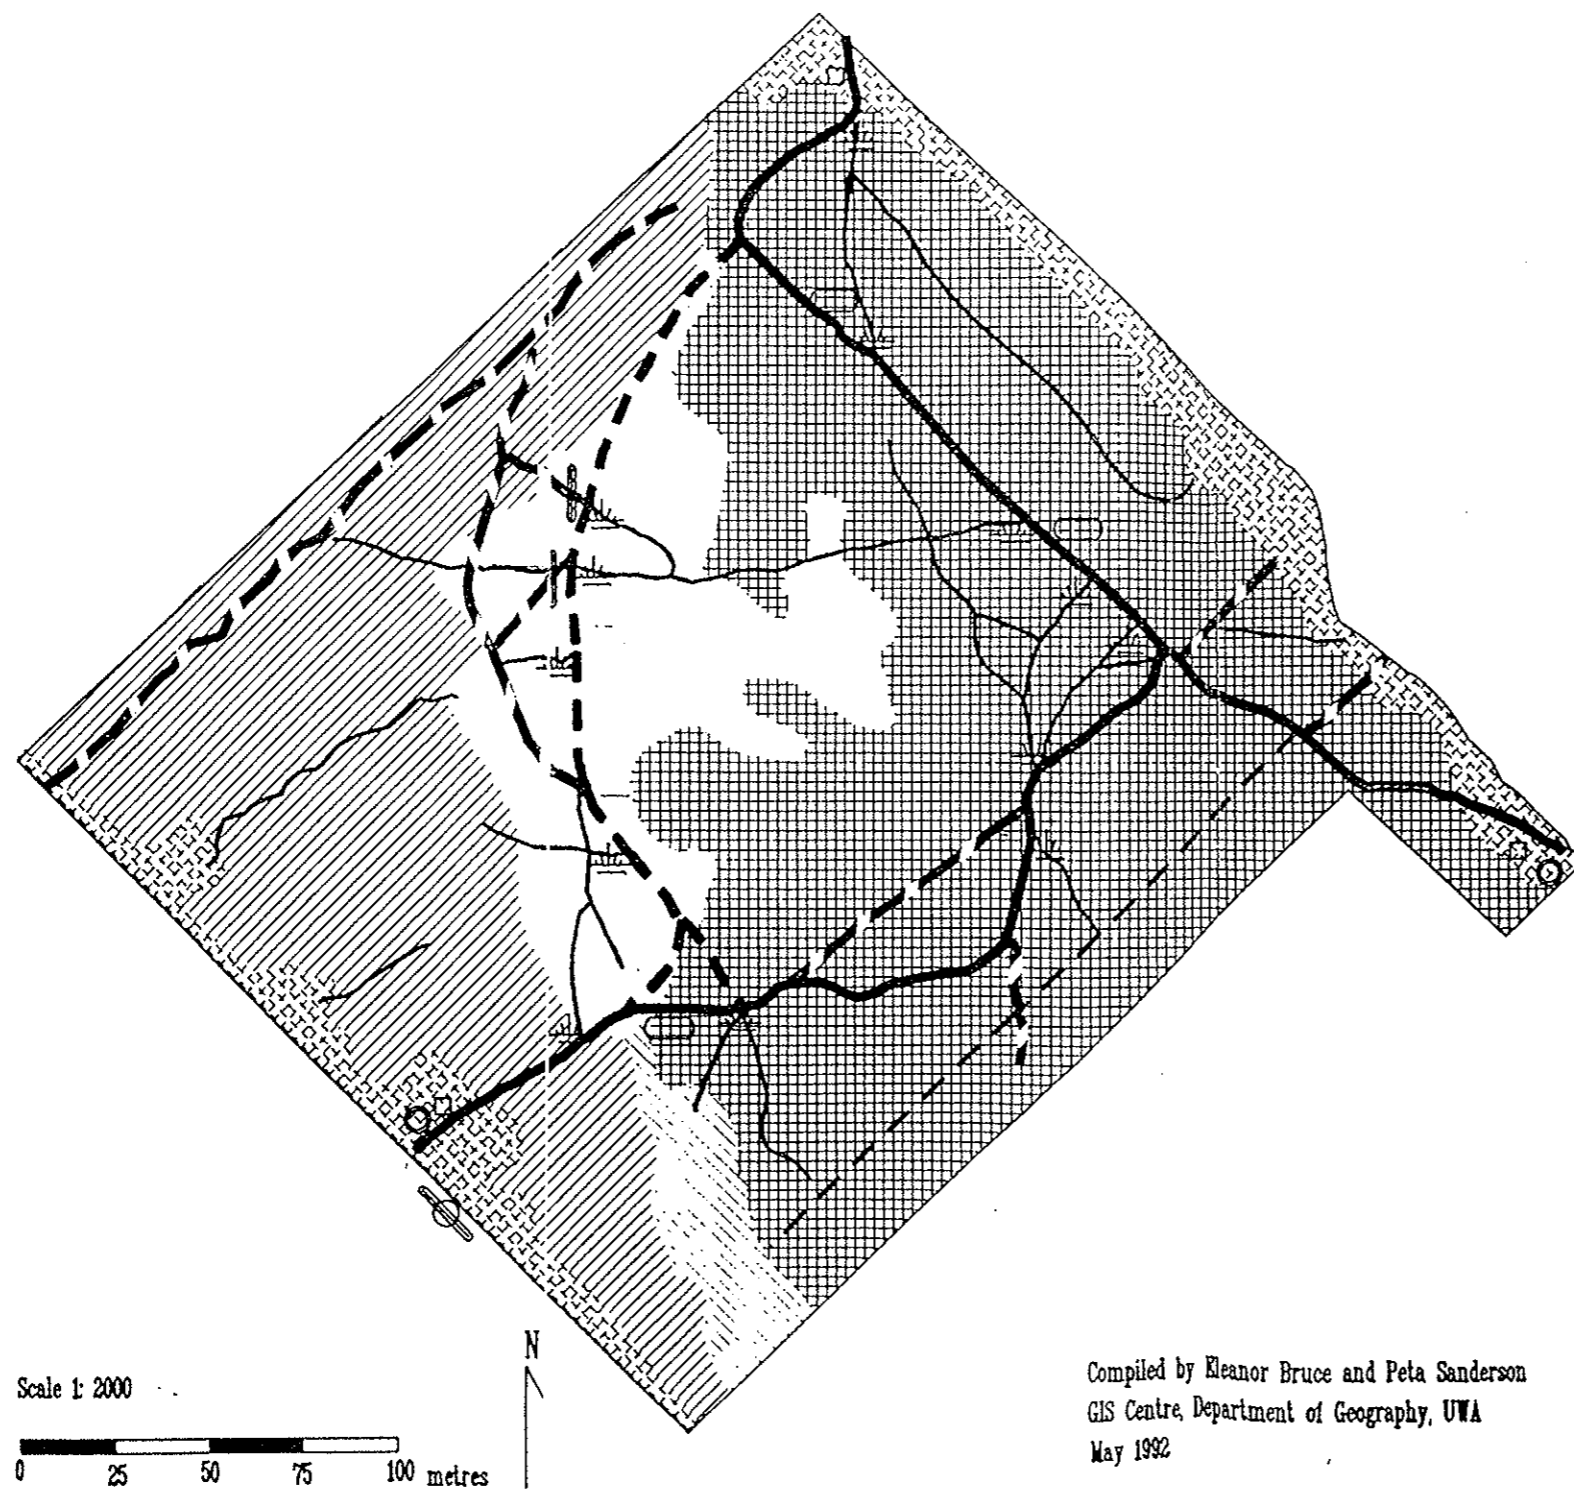 N
Scale 1: 2000
0 25 50 75 100 metres
Compiled by Eleanor Bruce and Peta Sanderson
GIS Centre, Department of Geography, UWA
May 1992